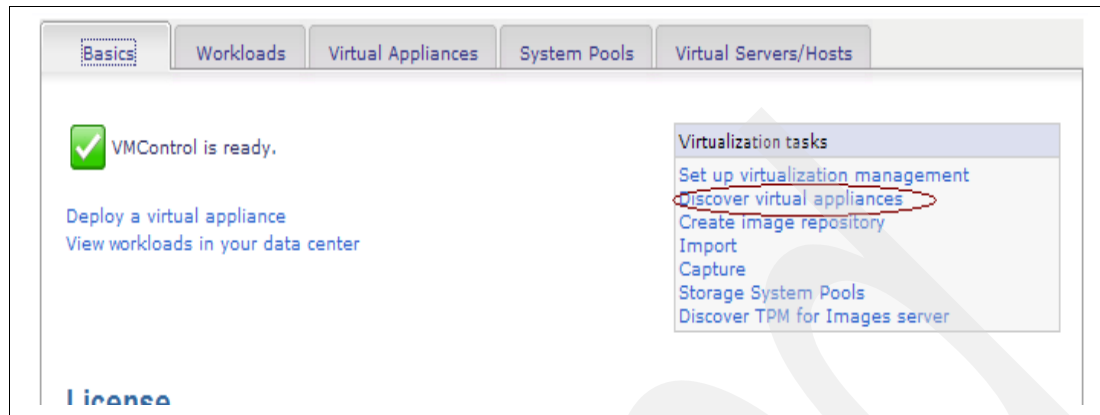 Basics Workloads Virtual Appliances System Pools Virtual Servers/Hosts
VMControl is ready.
Deploy a virtual appliance
View workloads in your data center
Virtualization tasks
Set up virtualization management
Discover virtual appliances
Create image repository
Import
Capture
Storage System Pools
Discover TPM for Images server
License